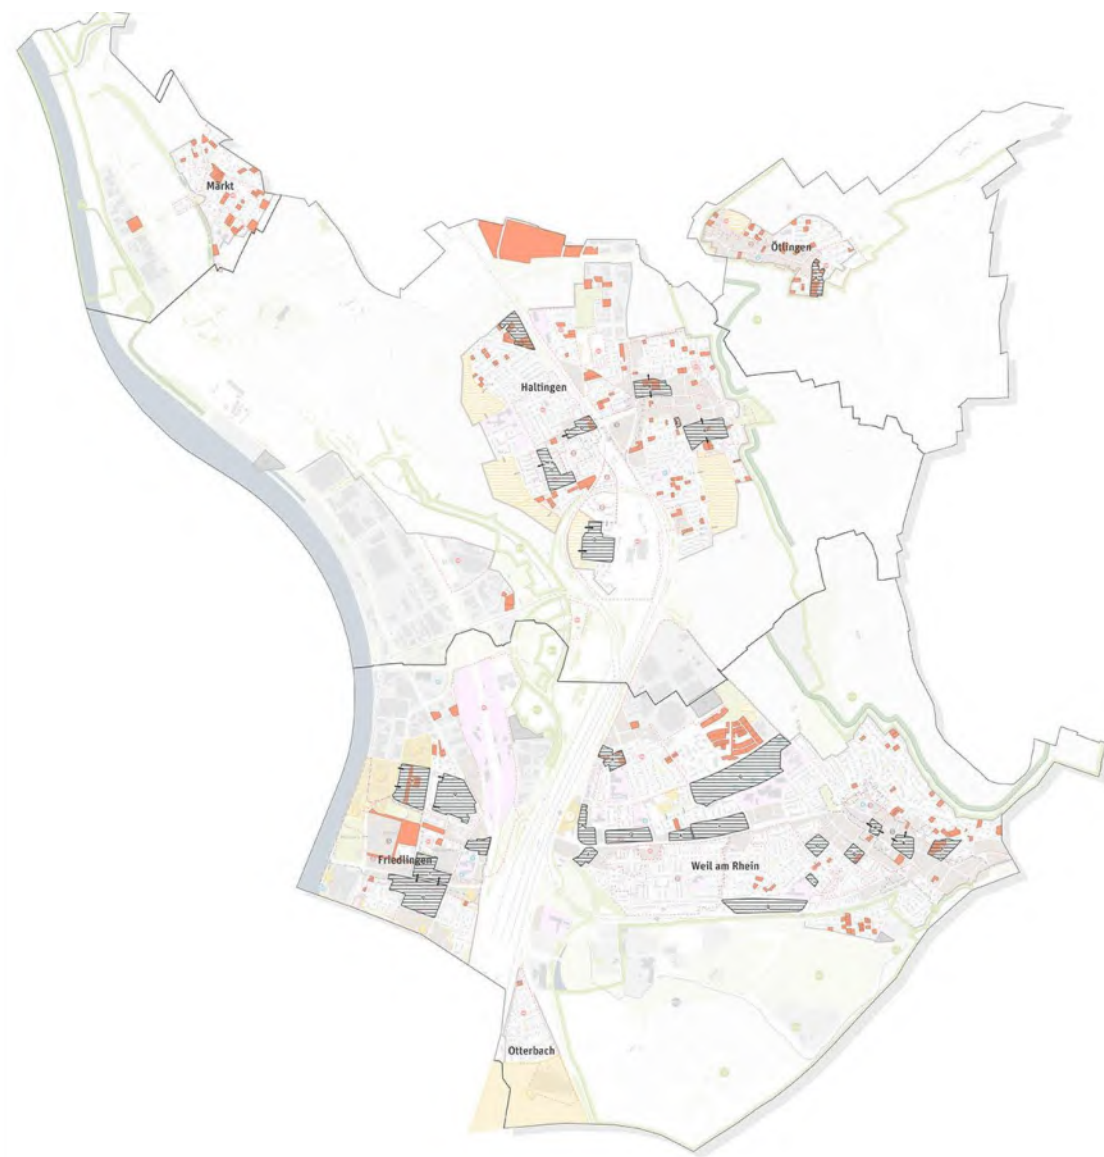 Märkt
Ötlingen
Haltingen
Friedlingen
Weil am Rhein
Otterbach